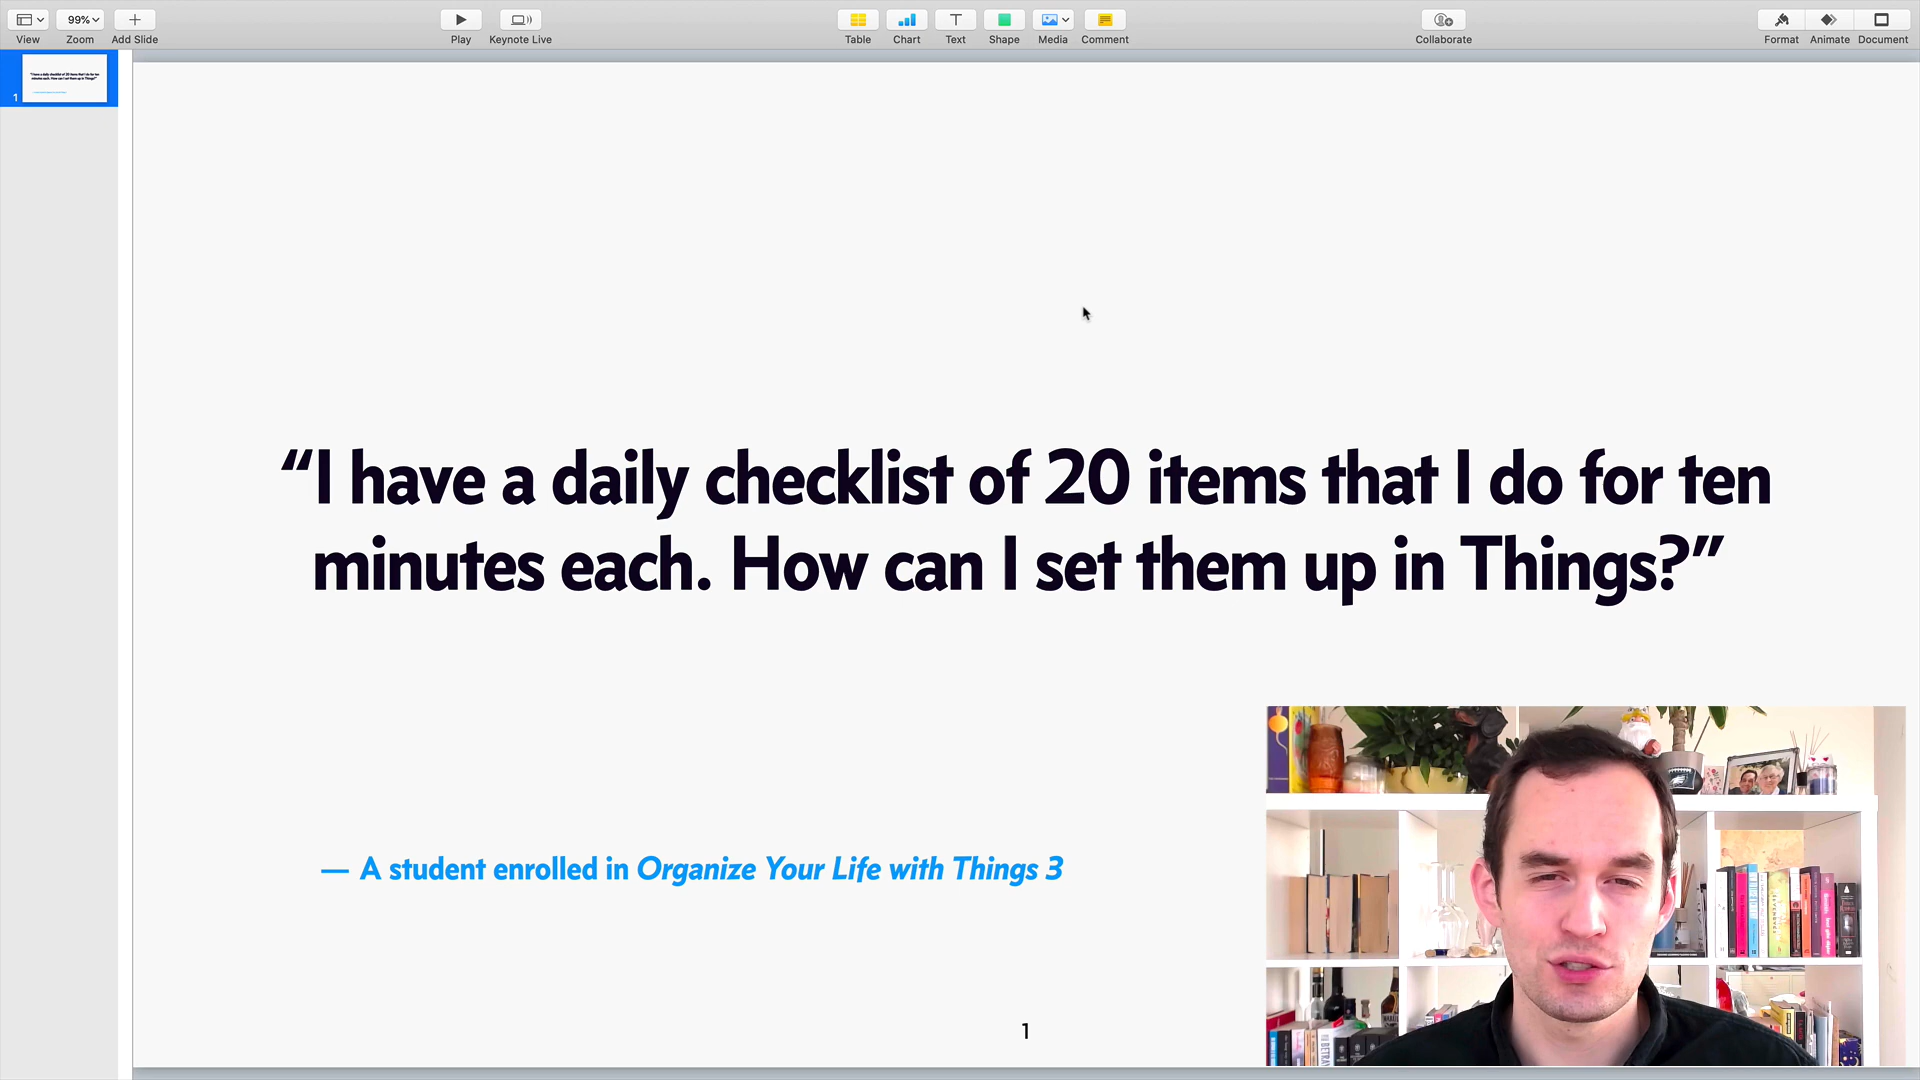 99%
View
Zoom
Add Slide
Play
Keynote Live
Table
Chart
Text
Shape
Media
Comment
Collaborate
Format
Animate
Document
1
“I have a daily checklist of 20 items that I do for ten
minutes each. How can I set them up in Things?”
— A student enrolled in Organize Your Life with Things 3
1